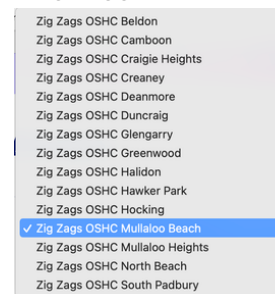 Zig Zags OSHC Beldon
Zig Zags OSHC Camboon
Zig Zags OSHC Craigie Heights
Zig Zags OSHC Creaney
Zig Zags OSHC Deanmore
Zig Zags OSHC Duncraig
Zig Zags OSHC Glengarry
Zig Zags OSHC Greenwood
Zig Zags OSHC Halidon
Zig Zags OSHC Hawker Park
Zig Zags OSHC Hocking
✓ Zig Zags OSHC Mullaloo Beach
Zig Zags OSHC Mullaloo Heights
Zig Zags OSHC North Beach
Zig Zags OSHC South Padbury